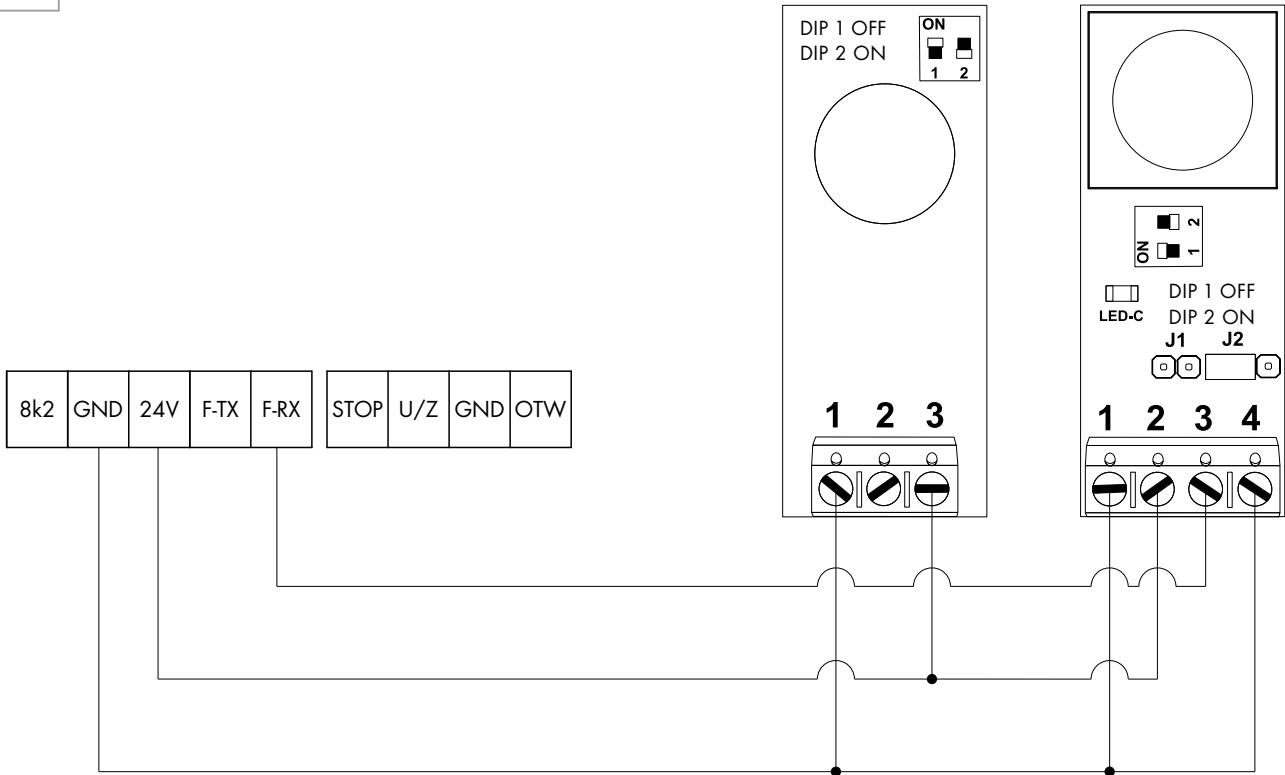 DIP 1 OFF
DIP 2 ON
ON
1 2
2
ON 1
LED-C
DIP 1 OFF
DIP 2 ON
J1 J2
8k2 GND 24V F-TX F-RX STOP U/Z GND OTW
1 2 3
1 2 3 4